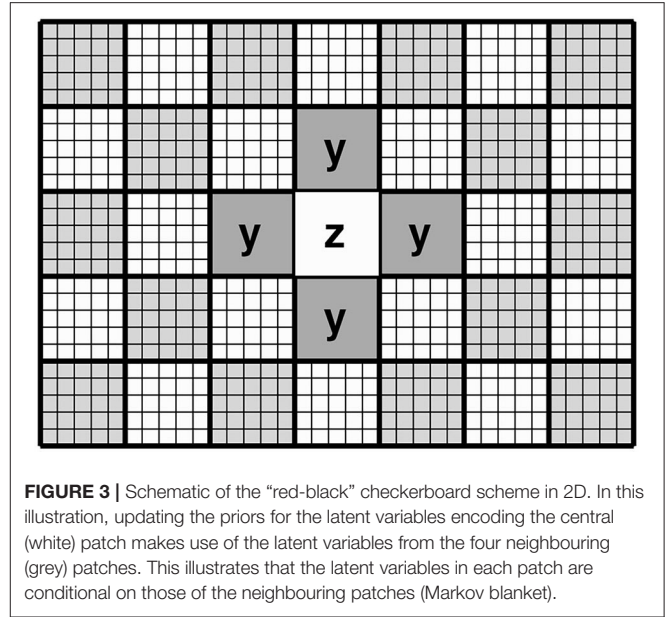 y
y z y
y
FIGURE 3 | Schematic of the “red-black” checkerboard scheme in 2D. In this
illustration, updating the priors for the latent variables encoding the central
(white) patch makes use of the latent variables from the four neighbouring
(grey) patches. This illustrates that the latent variables in each patch are
conditional on those of the neighbouring patches (Markov blanket).